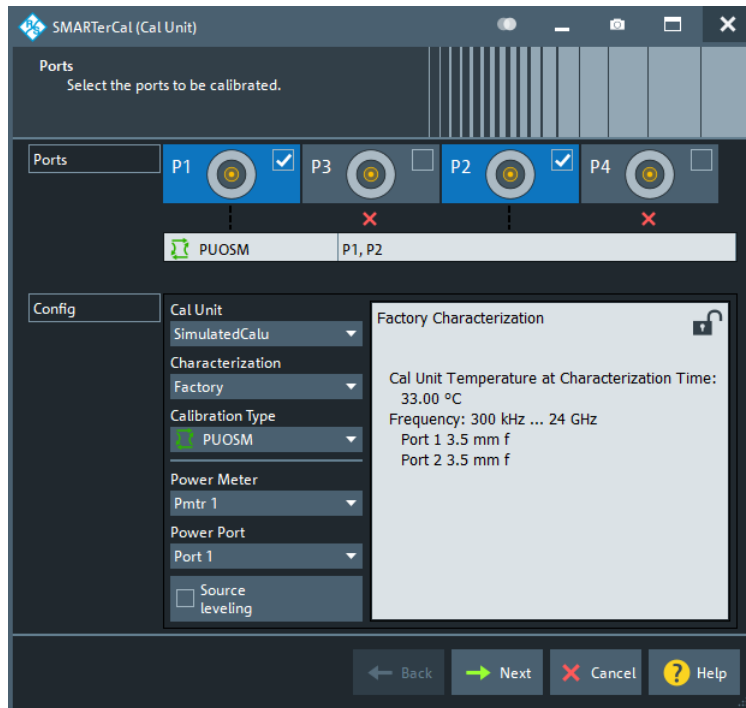 SMARTerCal (Cal Unit)
Ports
Select the ports to be calibrated.
Ports
P1
P3
P2
P4
PUOSM
P1, P2
Config
Cal Unit
SimulatedCalu
Characterization
Factory
Calibration Type
PUOSM
Power Meter
Pmtr 1
Power Port
Port 1
Source
leveling
Factory Characterization
Cal Unit Temperature at Characterization Time:
33.00 °C
Frequency: 300 kHz ... 24 GHz
Port 1 3.5 mm f
Port 2 3.5 mm f
Back
Next
Cancel
? Help